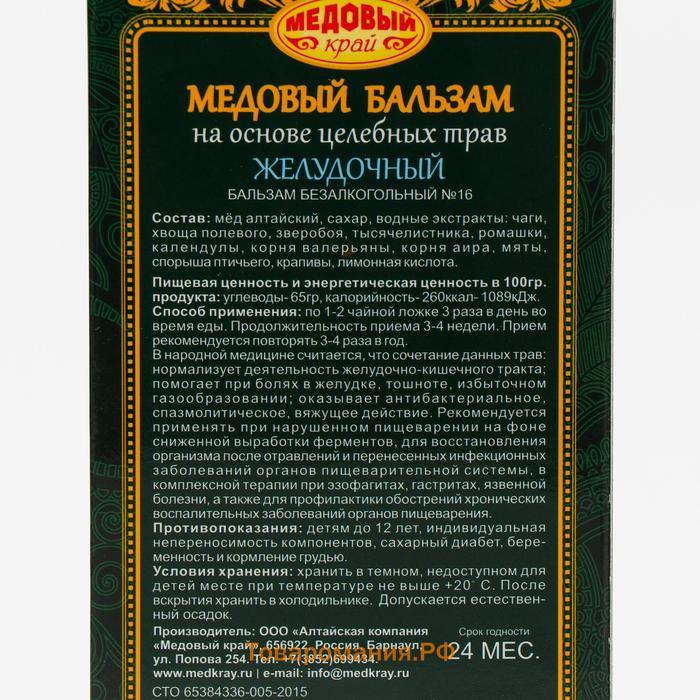 МЕДОВЫЙ
край
МЕДОВЫЙ БАЛЬЗАМ
на основе целебных трав
ЖЕЛУДОЧНЫЙ
БАЛЬЗАМ БЕЗАЛКОГОЛЬНЫЙ №16
Состав: мёд алтайский, сахар, водные экстракты: чаги,
хвоща полевого, зверобоя, тысячелистника, ромашки,
календулы, корня валерьяны, корня аира, мяты,
спорыша птичьего, крапивы, лимонная кислота.
Пищевая ценность и энергетическая ценность в 100гр.
продукта: углеводы- 65гр, калорийность- 260ккал- 1089кДж.
Способ применения: по 1-2 чайной ложке 3 раза в день во
время еды. Продолжительность приема 3-4 недели. Прием
рекомендуется повторять 3-4 раза в год.
В народной медицине считается, что сочетание данных трав:
нормализует деятельность желудочно-кишечного тракта;
помогает при болях в желудке, тошноте, избыточном
газообразовании; оказывает антибактериальное,
спазмолитическое, вяжущее действие. Рекомендуется
применять при нарушенном пищеварении на фоне
сниженной выработки ферментов, для восстановления
организма после отравлений и перенесенных инфекционных
заболеваний органов пищеварительной системы, в
комплексной терапии при эзофагитах, гастритах, язвенной
болезни, а также для профилактики обострений хронических
воспалительных заболеваний органов пищеварения.
Противопоказания: детям до 12 лет, индивидуальная
непереносимость компонентов, сахарный диабет, бере-
менность и кормление грудью.
Условия хранения: хранить в темном, недоступном для
детей месте при температуре не выше +20° С. После
вскрытия хранить в холодильнике. Допускается естествен-
ный осадок.
Производитель: ООО «Алтайская компания
«Медовый край», 656922, Россия, Барнаул,
ул. Попова 254. Тел. +7(3852)699434.
www.medkray.ru | e-mail: info@medkray.ru
СТО 65384336-005-2015
Срок годности
24 МЕС.
Товаромания.РФ